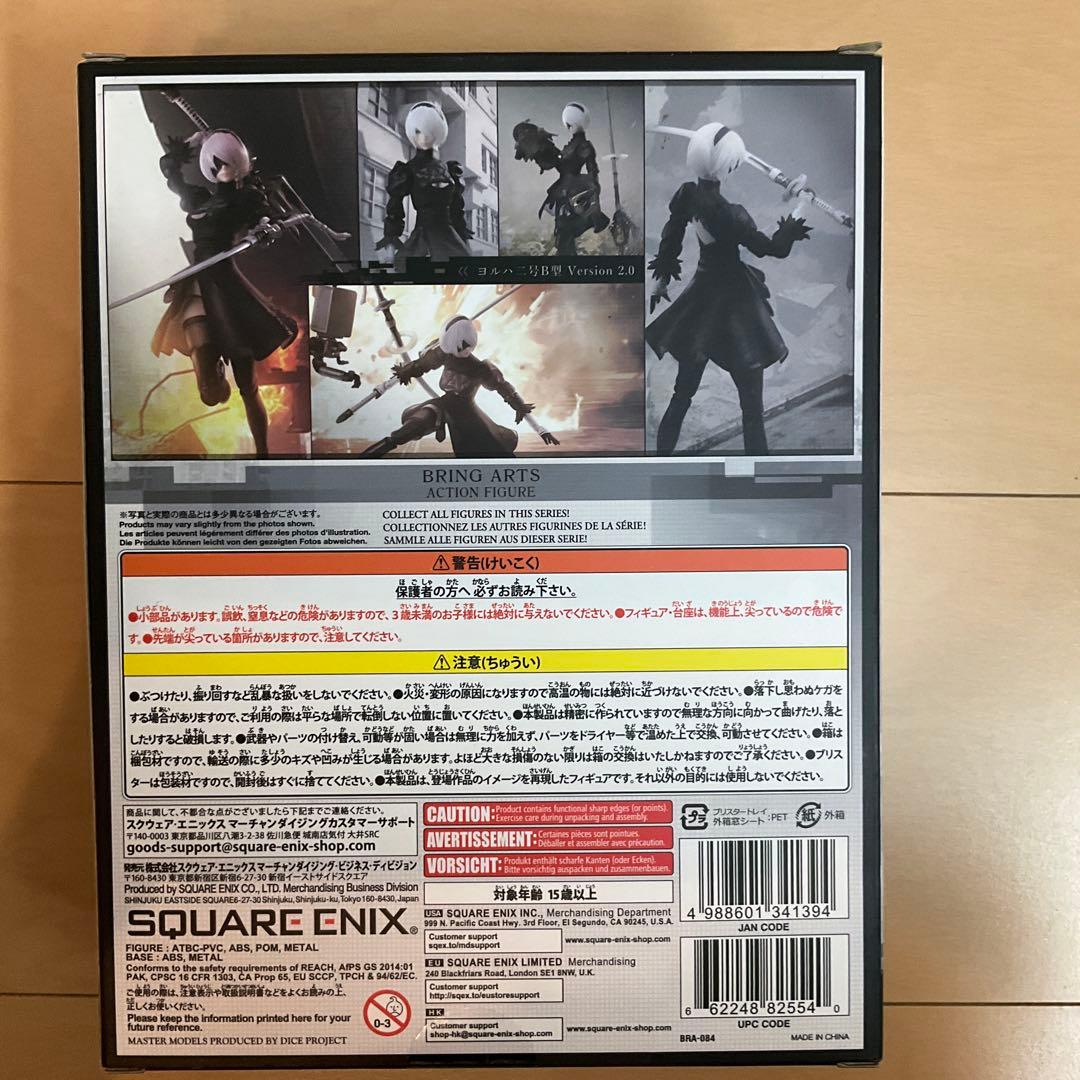 《 ヨルハ二号B型 Version 2.0
BRING ARTS
ACTION FIGURE
※写真と実際の商品とは多少異なる場合がございます。
Products may vary slightly from the photos shown.
Les articles peuvent légèrement différer des photos d'illustration.
Die Produkte können leicht von den gezeigten Fotos abweichen.
COLLECT ALL FIGURES IN THIS SERIES!
COLLECTIONNEZ LES AUTRES FIGURINES DE LA SÉRIE!
SAMMLE ALLE FIGUREN AUS DIESER SERIE!
⚠警告(けいこく)
保護者の方へ 必ずお読み下さい。
●小部品があります。誤飲、窒息などの危険がありますので、3歳未満のお子様には絶対に与えないでください。●フィギュア・台座は、機能上、尖っているので危険で
す。●先端が尖っている箇所がありますので、注意してください。
⚠注意(ちゅうい)
●ぶつけたり、振り回すなど乱暴な扱いをしないでください。●火災・変形の原因になりますので高温の物には絶対に近づけないでください。●落下し思わぬケガを
する場合がありますので、ご利用の際は平らな場所で転倒しない位置に置いてください。●本製品は精密に作られていますので無理な方向に向かって曲げたり、落と
したりすると破損します。●武器やパーツの付け替え、可動等が固い場合は無理に力を加えず、パーツをドライヤー等で温めた上で交換、可動させてください。●箱は
梱包材ですので、輸送の際に多少のキズや凹みが生じる場合があります。よほど大きな損傷のない限りは箱の交換はいたしかねますのでご了承ください。●ブリス
ターは包装材ですので、開封後はすぐに捨ててください。●本製品は、登場作品のイメージを再現したフィギュアです。それ以外の目的には使用しないでください。
商品に関して、不都合な点がございましたら下記までご連絡ください。
スクウェア・エニックス マーチャンダイジングカスタマーサポート
〒140-0003 東京都品川区八潮3-2-38 佐川急便 城南店気付 大井SRC
goods-support@square-enix-shop.com
発売元 株式会社スクウェア・エニックス マーチャンダイジング・ビジネス・ディビジョン
〒160-8430 東京都新宿区新宿6-27-30 新宿イーストサイドスクエア
Produced by SQUARE ENIX CO., LTD. Merchandising Business Division
SHINJUKU EASTSIDE SQUARE6-27-30 Shinjuku, Shinjuku-ku, Tokyo 160-8430, Japan
SQUARE ENIX®
FIGURE : ATBC-PVC, ABS, POM, METAL
BASE : ABS, METAL
Conforms to the safety requirements of REACH, AfPS GS 2014:01
PAK, CPSC 16 CFR 1303, CA Prop 65, EU SCCP, TPCH & 94/62/EC.
ご使用の際は、注意表示や取扱説明書などをよくお読みの上、
正しくお使いください。
Please keep the information printed here for your
future reference.
MASTER MODELS PRODUCED BY DICE PROJECT
0-3
CAUTION: Product contains functional sharp edges (or points).
Exercise care during unpacking and assembly.
AVERTISSEMENT: Certaines pièces sont pointues.
Déballer et assembler avec précaution.
VORSICHT: Produkt enthält scharfe Kanten (oder Ecken).
Bitte vorsichtig auspacken und zusammenbauen.
対象年齢 15歳以上
USA SQUARE ENIX INC., Merchandising Department
999 N. Pacific Coast Hwy. 3rd Floor, El Segundo, CA 90245, U.S.A.
Customer support
sqex.to/mdsupport
www.square-enix-shop.com
EU SQUARE ENIX LIMITED Merchandising
240 Blackfriars Road, London SE1 8NW, U.K.
Customer support
http://sqex.to/eustoresupport
www.square-enix-shop.com
HK
Customer support
shop-hk@square-enix-shop.com
www.square-enix-shop.com
プラ
ブリスタートレイ
外箱窓シート :PET
紙 外箱
4 988601 341394
JAN CODE
6 62248 82554 0
UPC CODE
BRA-084
MADE IN CHINA